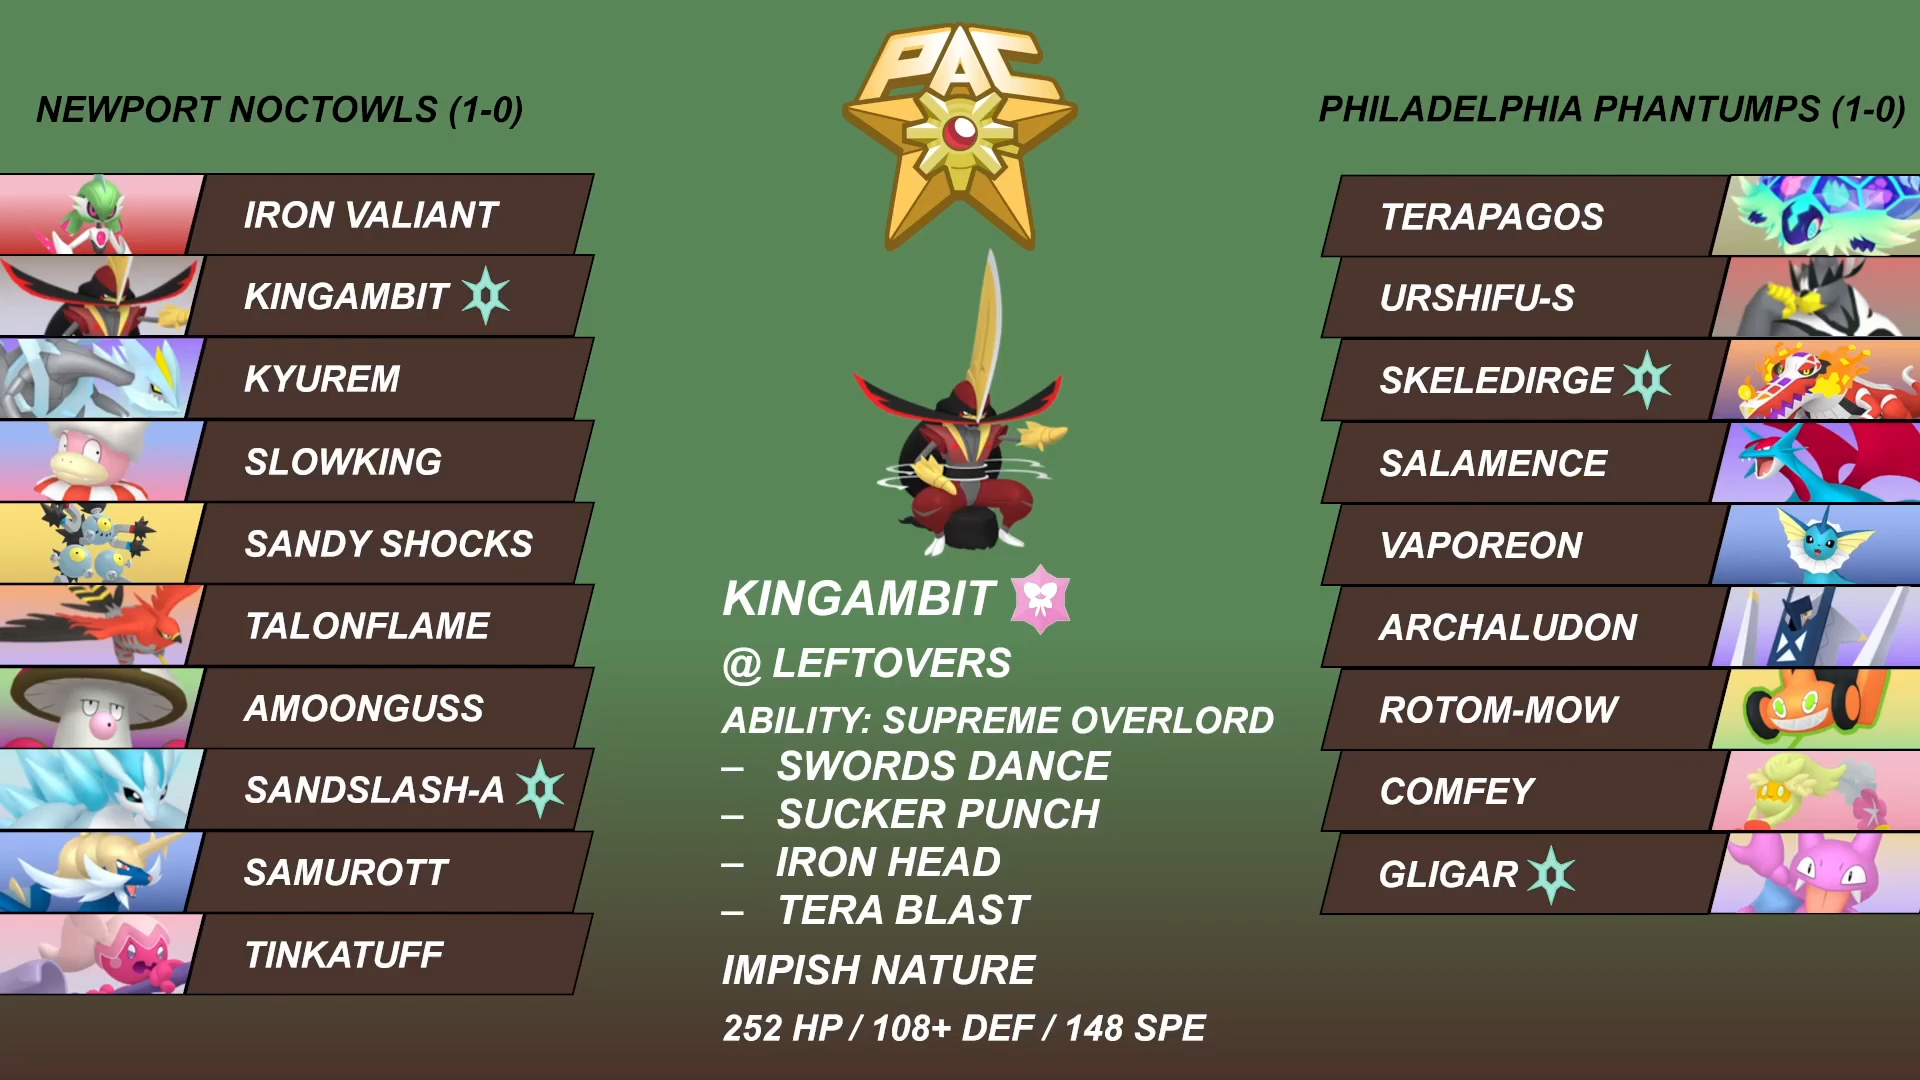 PAC
NEWPORT NOCTOWLS (1-0)
IRON VALIANT
KINGAMBIT
KYUREM
SLOWKING
SANDY SHOCKS
TALONFLAME
AMOONGUSS
SANDSLASH-A
SAMUROTT
TINKATUFF
KINGAMBIT
@ LEFTOVERS
ABILITY: SUPREME OVERLORD
– SWORDS DANCE
– SUCKER PUNCH
– IRON HEAD
– TERA BLAST
IMPISH NATURE
252 HP / 108+ DEF / 148 SPE
PHILADELPHIA PHANTUMPS (1-0)
TERAPAGOS
URSHIFU-S
SKELEDIRGE
SALAMENCE
VAPOREON
ARCHALUDON
ROTOM-MOW
COMFEY
GLIGAR